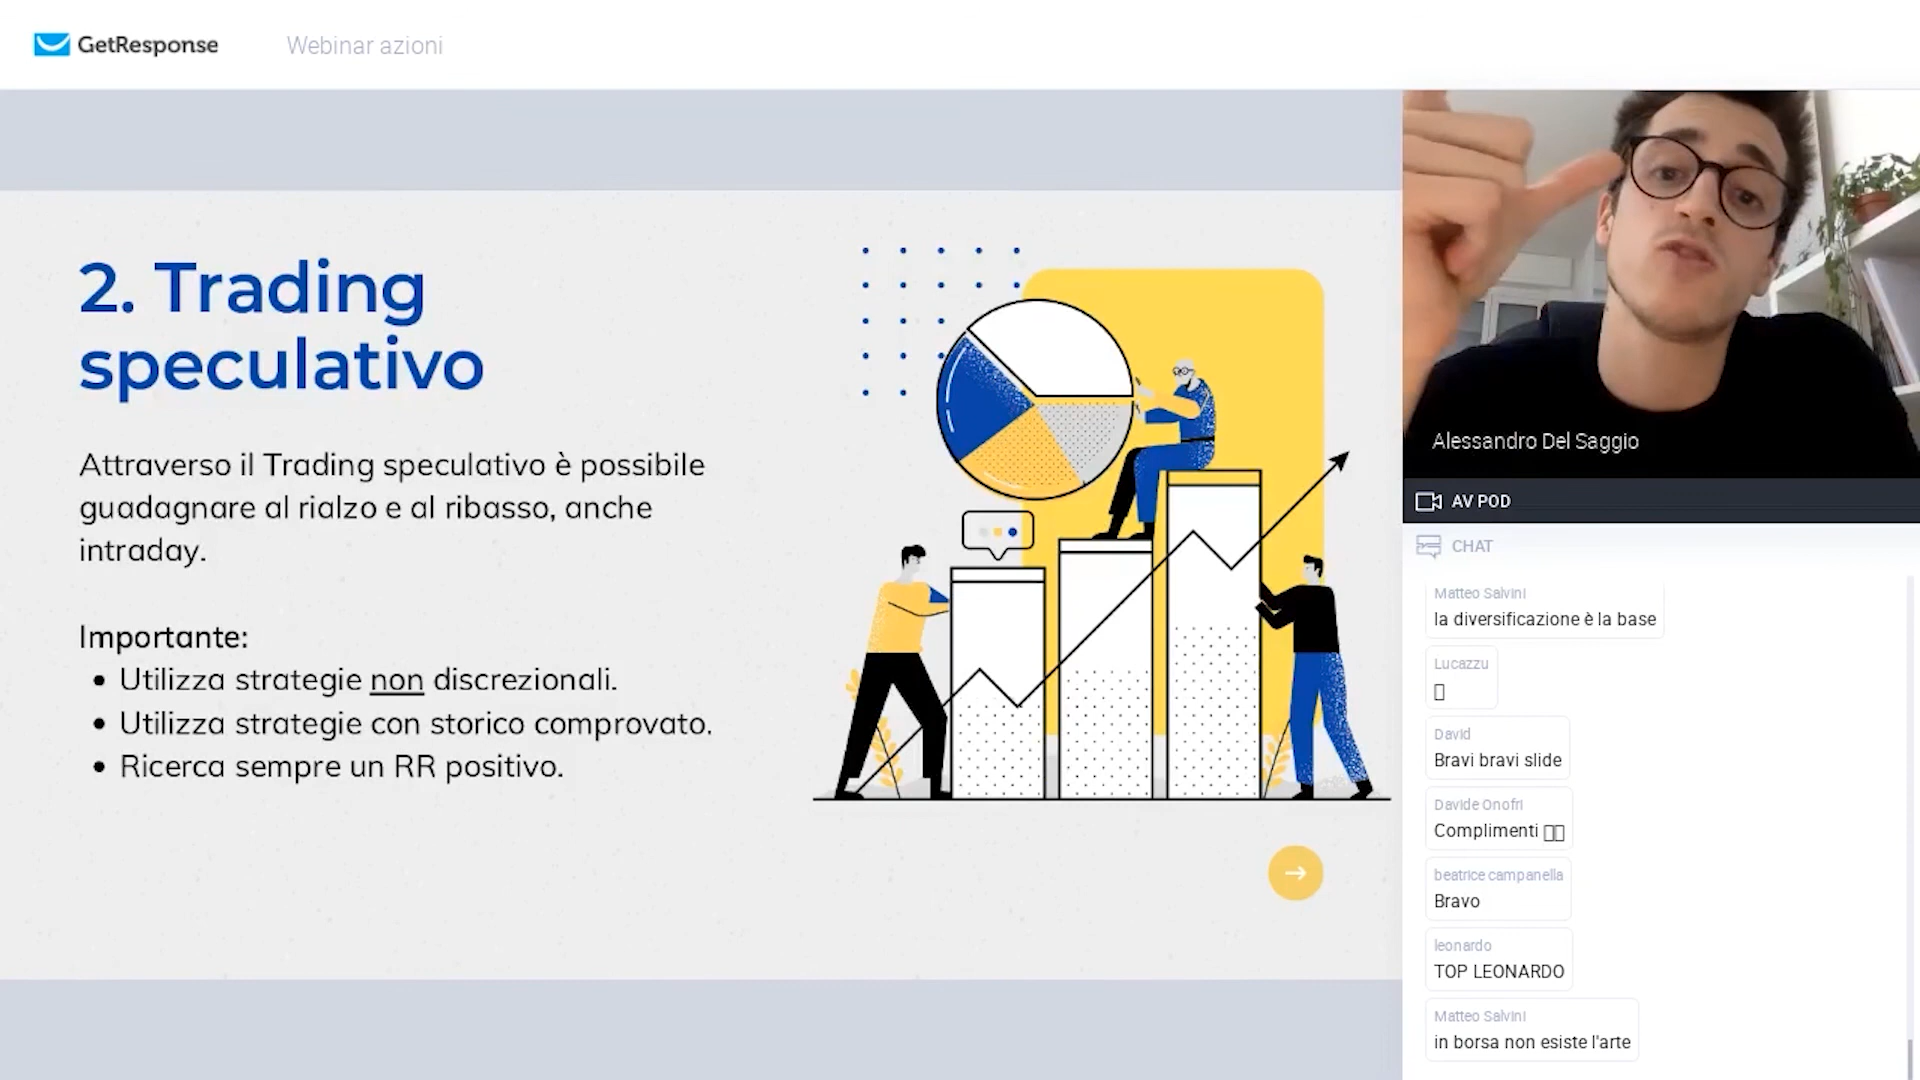 GetResponse
Webinar azioni
2. Trading
speculativo
Attraverso il Trading speculativo è possibile
guadagnare al rialzo e al ribasso, anche
intraday.
Importante:
Utilizza strategie non discrezionali.
Utilizza strategie con storico comprovato.
Ricerca sempre un RR positivo.
Alessandro Del Saggio
AV POD
CHAT
Matteo Salvini
la diversificazione è la base
Lucazzu
David
Bravi bravi slide
Davide Onofri
Complimenti
beatrice campanella
Bravo
leonardo
TOP LEONARDO
Matteo Salvini
in borsa non esiste l'arte